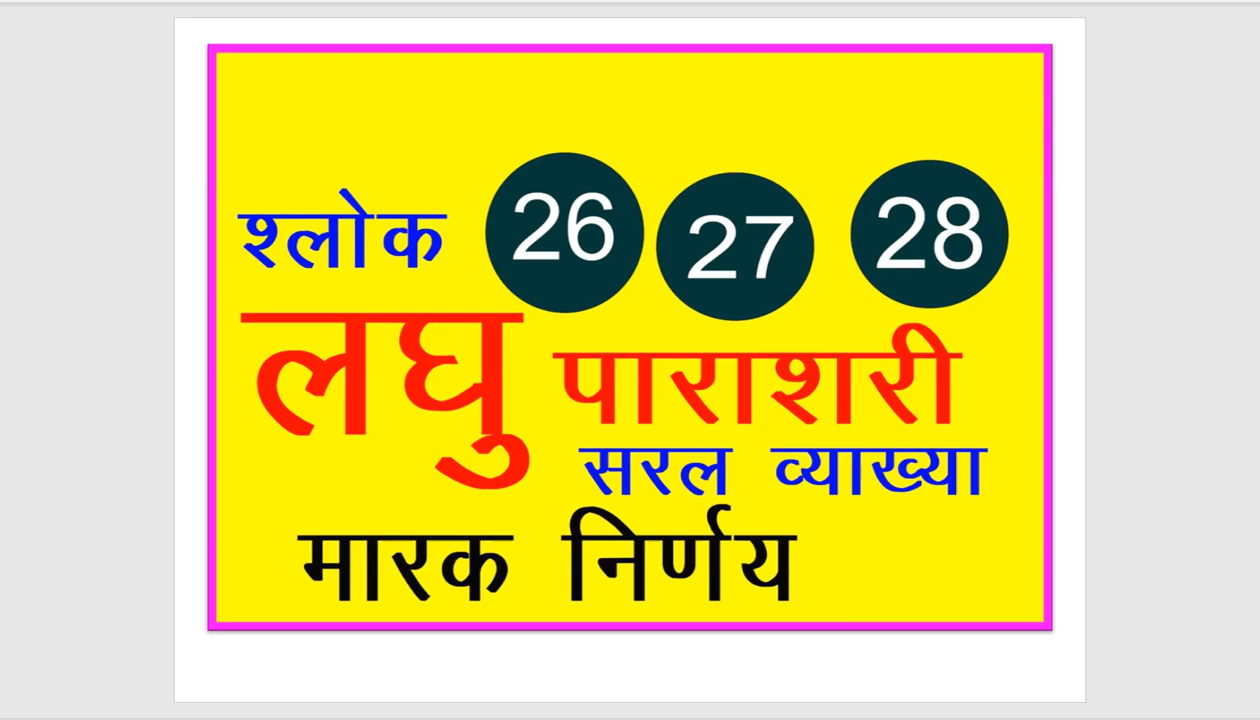 श्लोक 26 27 28
लघु पाराशरी
सरल व्याख्या
मारक निर्णय